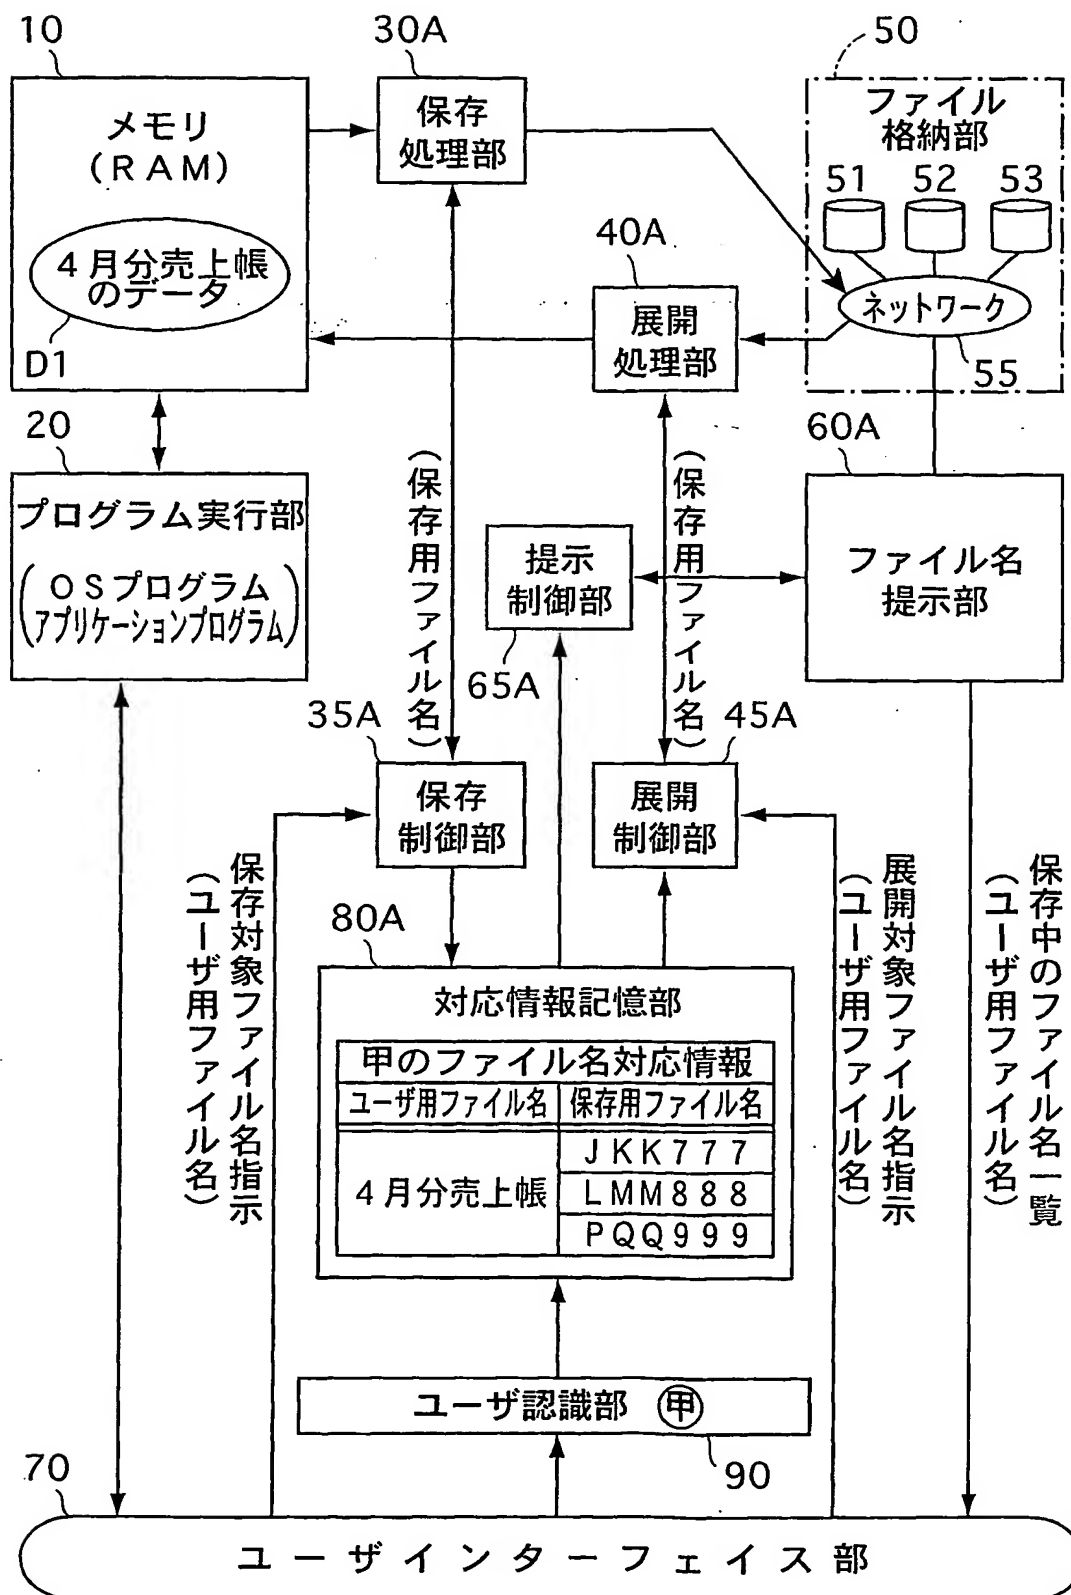 10
メモリ
(RAM)
4月分売上帳
のデータ
D1
30A
保存
処理部
50
ファイル
格納部
51
52
53
ネットワーク
55
40A
展開
処理部
20
プログラム実行部
(OSプログラム
アプリケーションプログラム)
(保存用ファイル名)
提示
制御部
65A
(保存用ファイル名)
60A
ファイル名
提示部
35A
保存
制御部
45A
展開
制御部
保存対象ファイル名指示
(ユーザ用ファイル名)
80A
対応情報記憶部
甲のファイル名対応情報
ユーザ用ファイル名
保存用ファイル名
4月分売上帳
JKK777
LMM888
PQQ999
展開対象ファイル名指示
(ユーザ用ファイル名)
保存中のファイル名一覧
(ユーザ用ファイル名)
ユーザ認識部 甲
90
70
ユーザインターフェイス部